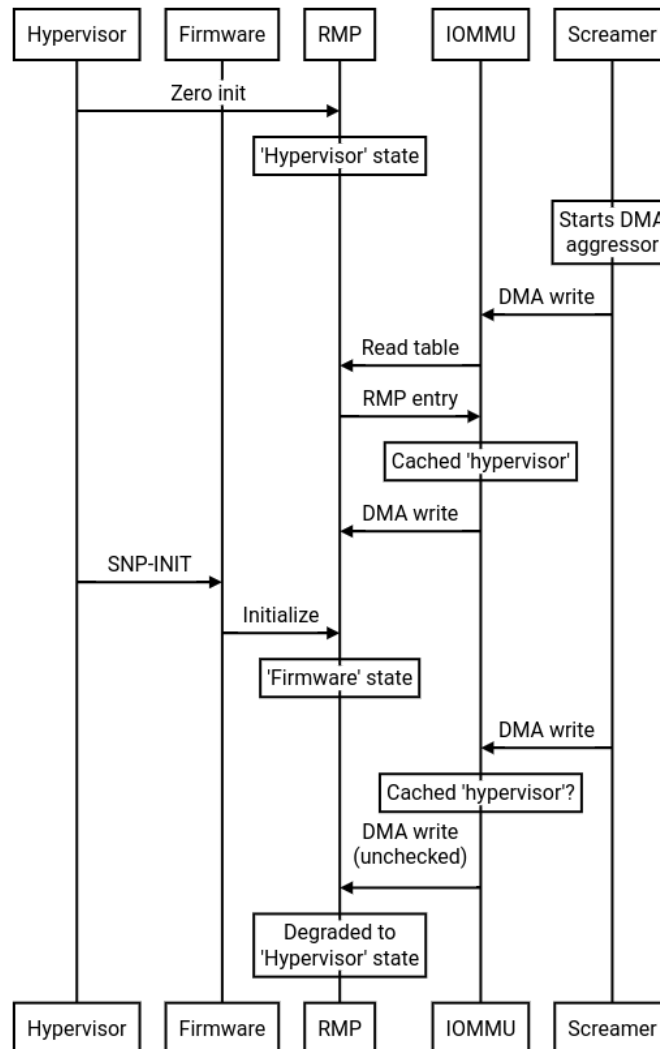 Hypervisor
Firmware
RMP
IOMMU
Screamer
Zero init
'Hypervisor' state
Starts DMA
aggressor
DMA write
Read table
RMP entry
Cached 'hypervisor'
DMA write
SNP-INIT
Initialize
'Firmware' state
DMA write
Cached 'hypervisor'?
DMA write
(unchecked)
Degraded to
'Hypervisor' state
Hypervisor
Firmware
RMP
IOMMU
Screamer